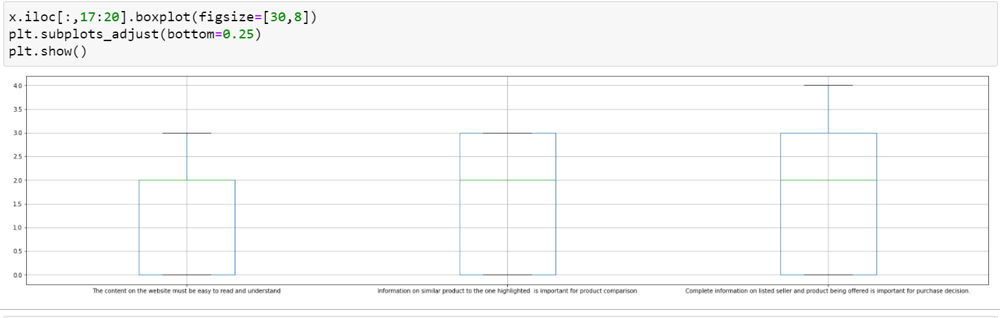 x.iloc[:,17:20].boxplot(figsize=[30,8])
plt.subplots_adjust(bottom=0.25)
plt.show()
4.0
3.5
3.0
2.5
2.0
1.5
1.0
0.5
0.0
The content on the website must be easy to read and understand
Information on similar product to the one highlighted  is important for product comparison
Complete information on listed seller and product being offered is important for purchase decision.